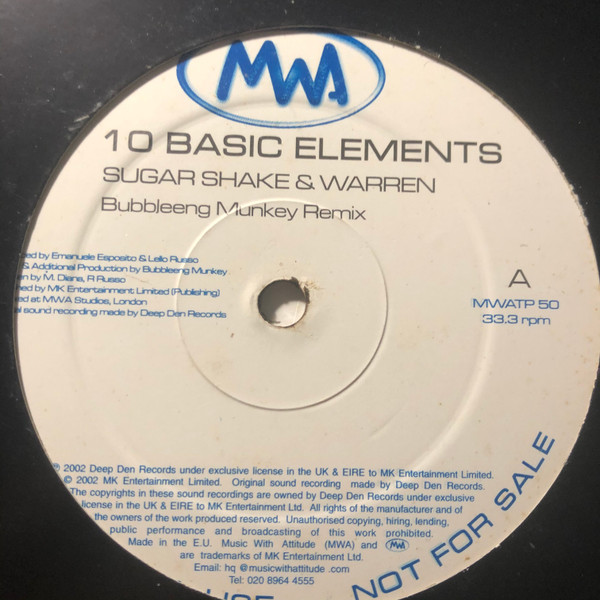 MWA
10 BASIC ELEMENTS
SUGAR SHAKE & WARREN
Bubbleeng Munkey Remix
by Emanuele Esposito & Lello Russo
& Additional Production by Bubbleeng Munkey
by M. Diana, R Russo
by MK Entertainment Limited (Publishing)
at MWA Studios, London
sound recording made by Deep Den Records
A
MWATP 50
33.3 rpm
℗ 2002 Deep Den Records under exclusive license in the UK & EIRE to MK Entertainment Limited.
© 2002 MK Entertainment Limited. Original sound recording made by Deep Den Records.
The copyrights in these sound recordings are owned by Deep Den Records under exclusive
license in the UK & EIRE to MK Entertainment Ltd. All rights of the manufacturer and of
the owners of the work produced reserved. Unauthorised copying, hiring, lending,
public performance and broadcasting of this work prohibited.
Made in the E.U. Music With Attitude (MWA) and MWA
are trademarks of MK Entertainment Ltd.
Email: hq @musicwithattitude .com
Tel: 020 8964 4555
NOT FOR SALE